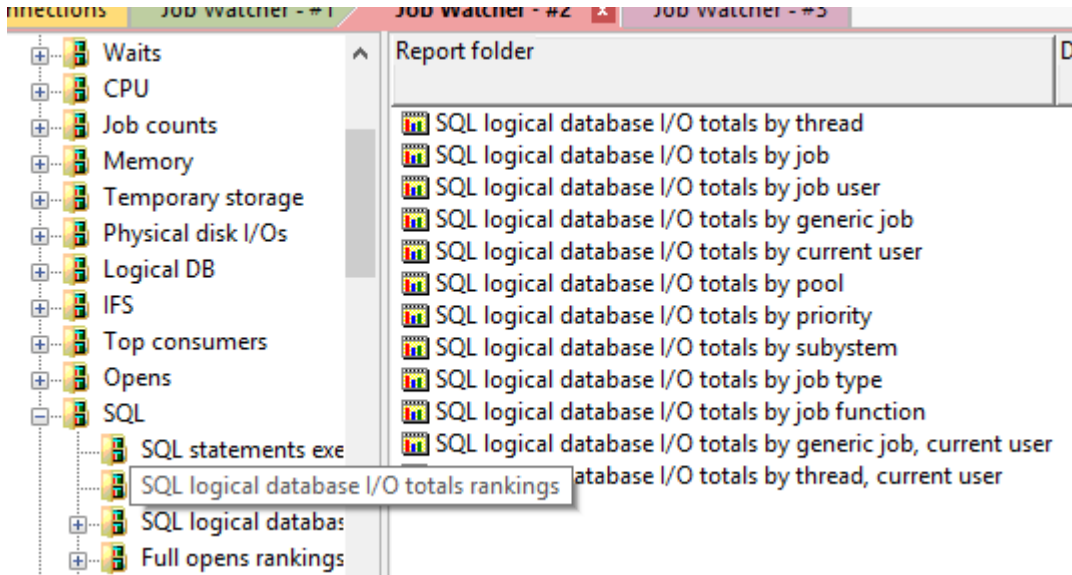 nnections
Job Watcher - #1
Job Watcher - #2
Job Watcher - #3
Waits
CPU
Job counts
Memory
Temporary storage
Physical disk I/Os
Logical DB
IFS
Top consumers
Opens
SQL
SQL statements exe
SQL logical database I/O totals rankings
SQL logical databas
Full opens rankings
Report folder
D
SQL logical database I/O totals by thread
SQL logical database I/O totals by job
SQL logical database I/O totals by job user
SQL logical database I/O totals by generic job
SQL logical database I/O totals by current user
SQL logical database I/O totals by pool
SQL logical database I/O totals by priority
SQL logical database I/O totals by subystem
SQL logical database I/O totals by job type
SQL logical database I/O totals by job function
SQL logical database I/O totals by generic job, current user
atabase I/O totals by thread, current user